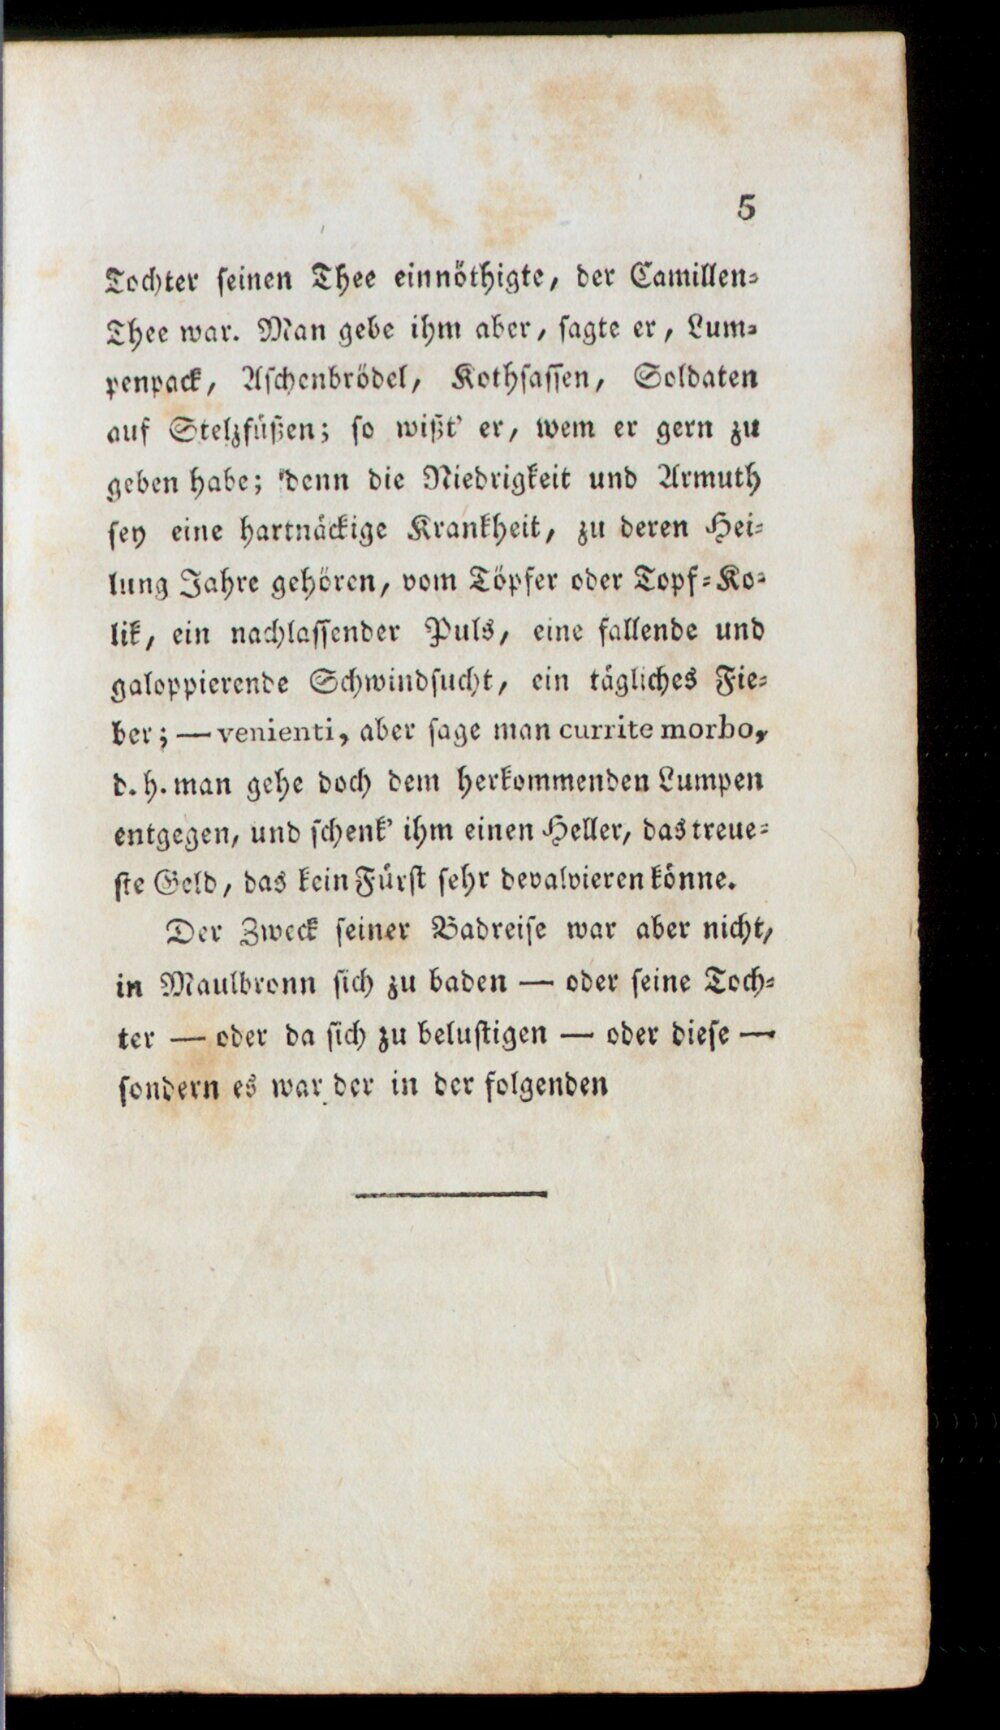 5
Tochter seinen Thee einnöthigte, der Camillen-
Thee war. Man gebe ihm aber, sagte er, Lum-
penpack, Aschenbrödel, Kothsassen, Soldaten
auf Stelzfüßen; so wißt' er, wem er gern zu
geben habe; denn die Niedrigkeit und Armuth
sey eine hartnäckige Krankheit, zu deren Hei-
lung Jahre gehören, vom Töpfer oder Topf-Ko-
lik, ein nachlassender Puls, eine fallende und
galoppierende Schwindsucht, ein tägliches Fie-
ber; — venienti, aber sage man currite morbo,
d. h. man gehe doch dem herkommenden Lumpen
entgegen, und schenk' ihm einen Heller, das treue-
ste Geld, das kein Fürst sehr devalvieren könne.
Der Zweck seiner Badreise war aber nicht,
in Maulbronn sich zu baden — oder seine Toch-
ter — oder da sich zu belustigen — oder diese —
sondern es war der in der folgenden